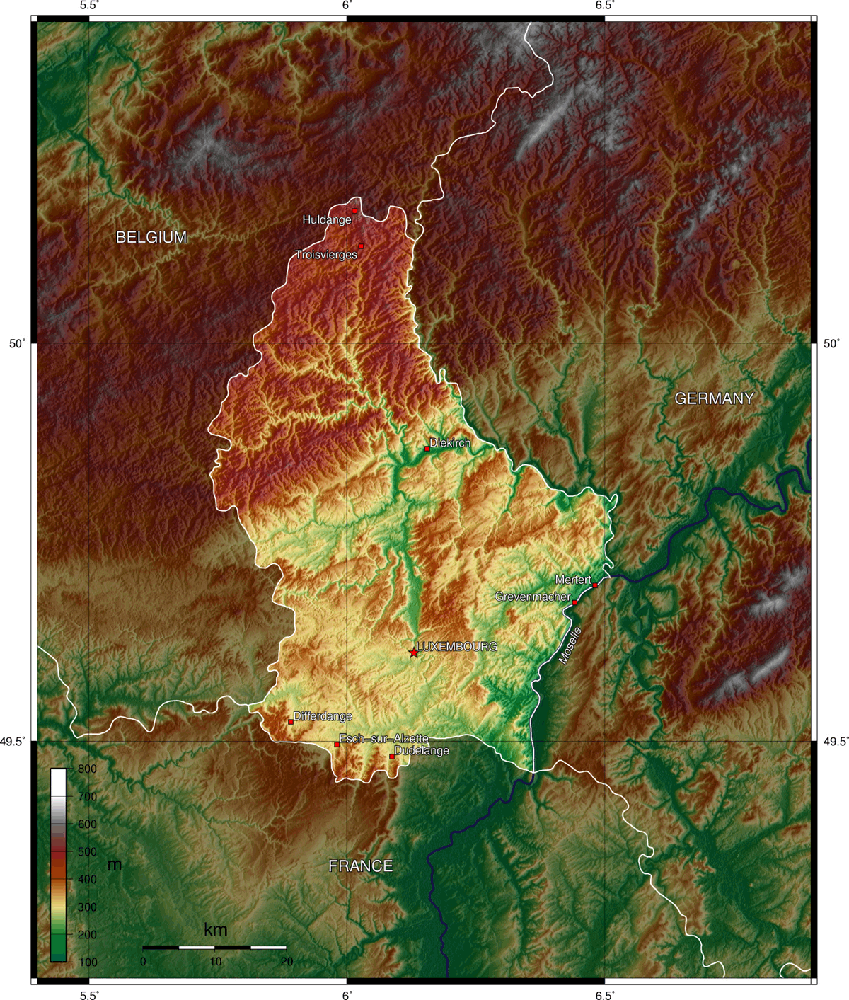 5.5˚ 6˚ 6.5˚
Huldange
BELGIUM
Troisvierges
50˚ 50˚
GERMANY
Diekirch
Mertert
Grevenmacher
Moselle
LUXEMBOURG
Differdange
Esch–sur–Alzette
49.5˚ 49.5˚
Dudelange
800
700
600
500
m
FRANCE
400
300
km
200
100
0 10 20
5.5˚ 6˚ 6.5˚